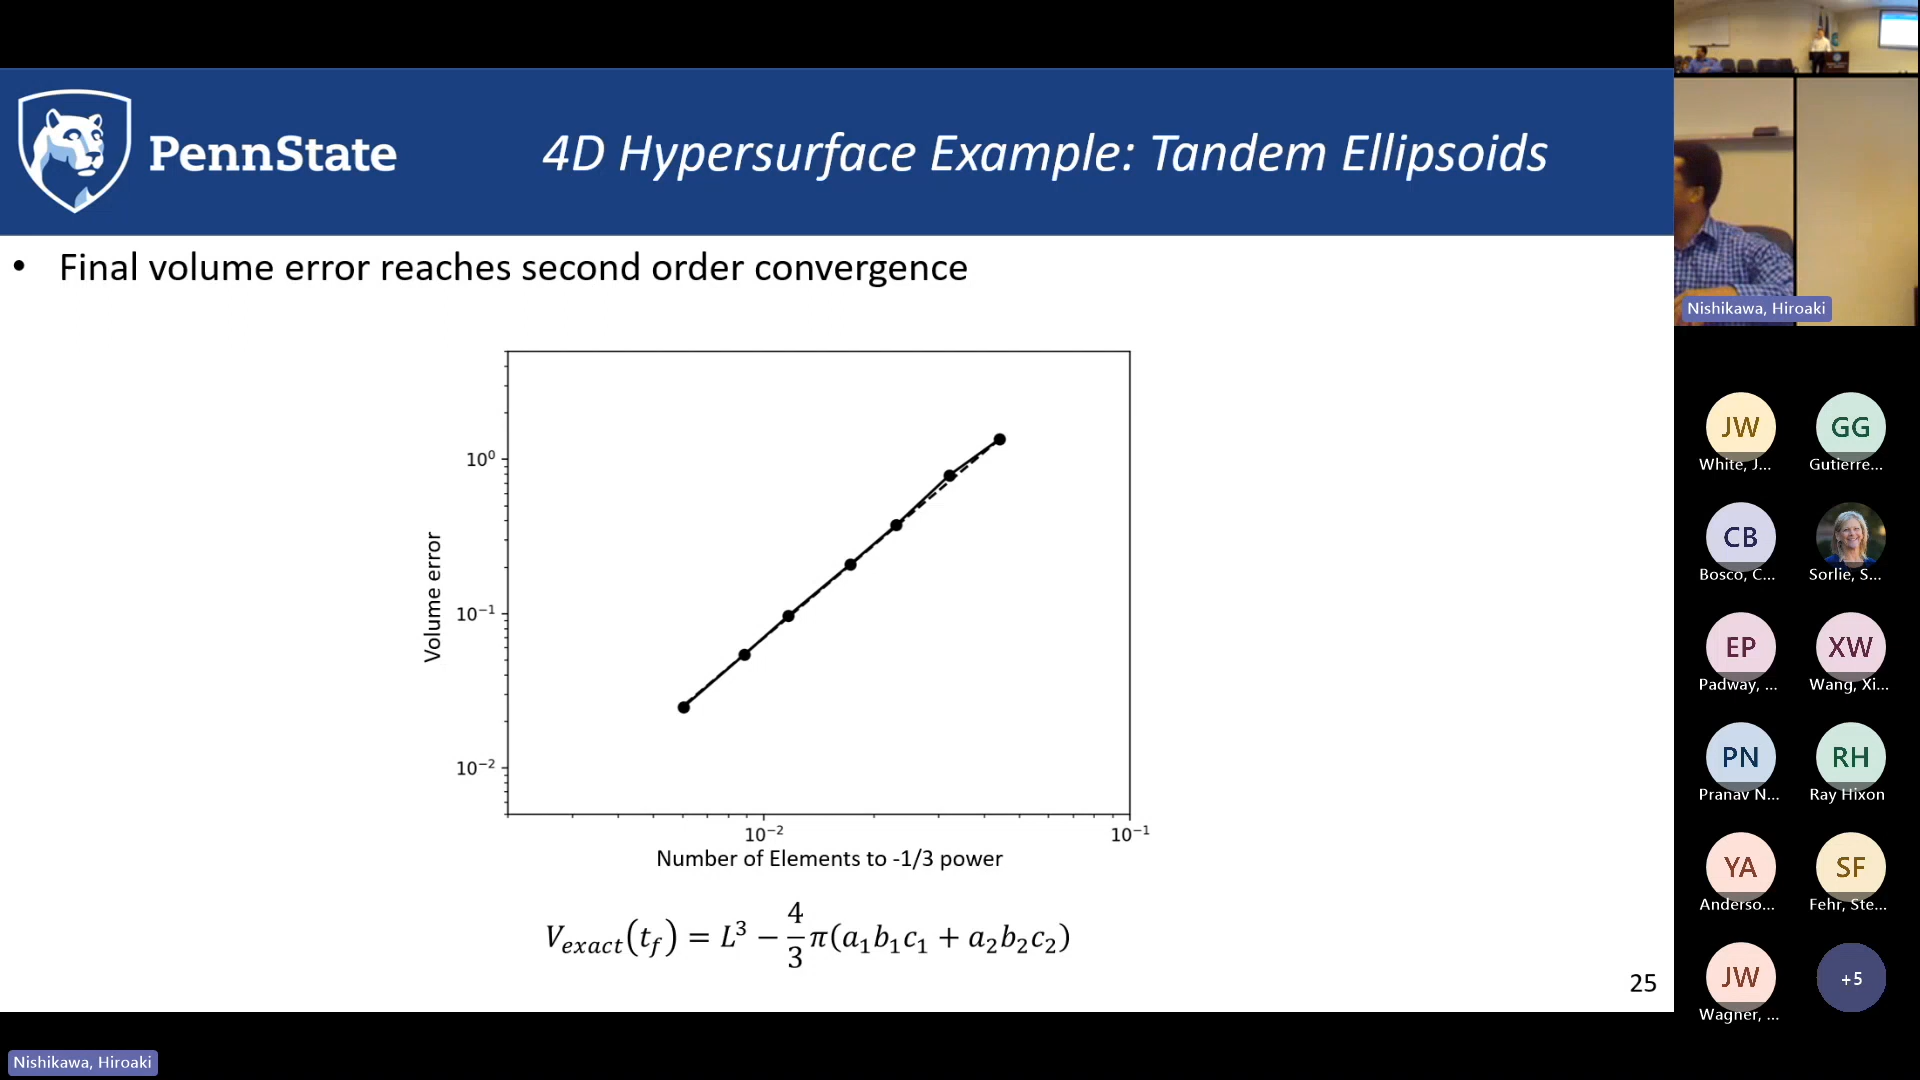 PennState
4D Hypersurface Example: Tandem Ellipsoids
• Final volume error reaches second order convergence
Volume error
10⁰
10⁻¹
10⁻²
10⁻²
10⁻¹
Number of Elements to -1/3 power
V_exact(t_f) = L³ − 4/3 π(a₁b₁c₁ + a₂b₂c₂)
25
Nishikawa, Hiroaki
JW
White, J...
GG
Gutierre...
CB
Bosco, C...
Sorlie, S...
EP
Padway, ...
XW
Wang, Xi...
PN
Pranav N...
RH
Ray Hixon
YA
Anderso...
SF
Fehr, Ste...
JW
Wagner, ...
+5
Nishikawa, Hiroaki